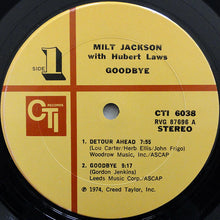 MILT JACKSON
with Hubert Laws
GOODBYE
SIDE 1
CTI
RECORDS
CTI 6038
RVG 87696 A
STEREO
1. DETOUR AHEAD 7:55
(Lou Carter/Herb Ellis/John Frigo)
Woodrow Music, Inc./ASCAP
2. GOODBYE 9:17
(Gordon Jenkins)
Leeds Music Corp./ASCAP
℗ 1974, Creed Taylor, Inc.